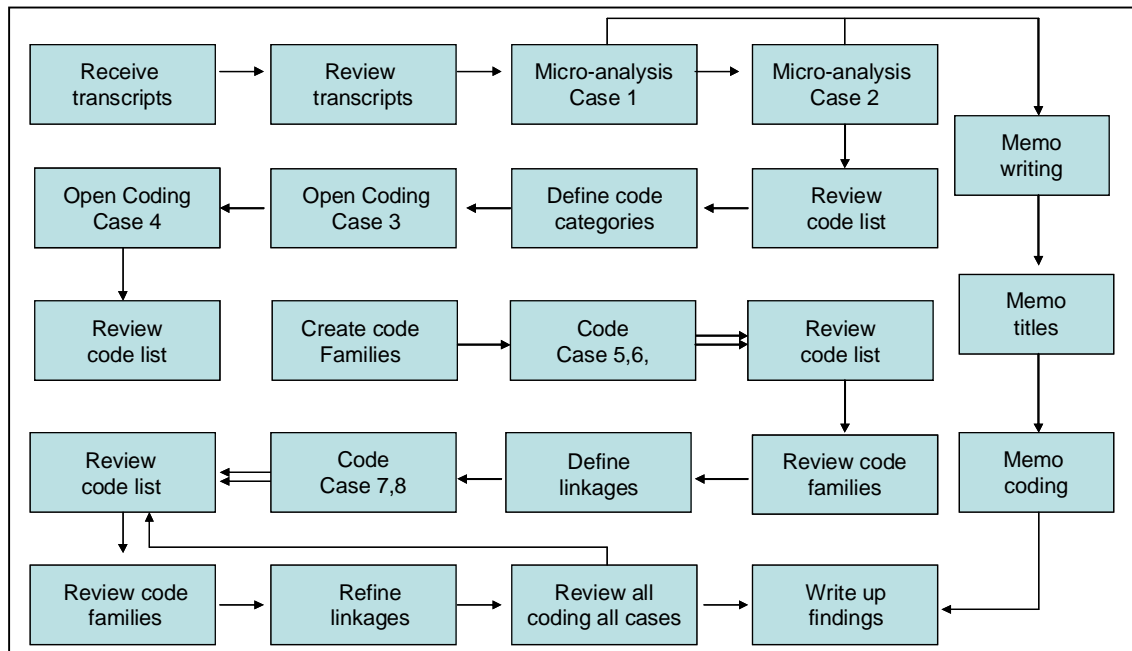 Receive
transcripts
Review
transcripts
Micro-analysis
Case 1
Micro-analysis
Case 2
Memo
writing
Open Coding
Case 4
Open Coding
Case 3
Define code
categories
Review
code list
Review
code list
Create code
Families
Code
Case 5,6,
Review
code list
Memo
titles
Review
code list
Code
Case 7,8
Define
linkages
Review code
families
Memo
coding
Review code
families
Refine
linkages
Review all
coding all cases
Write up
findings